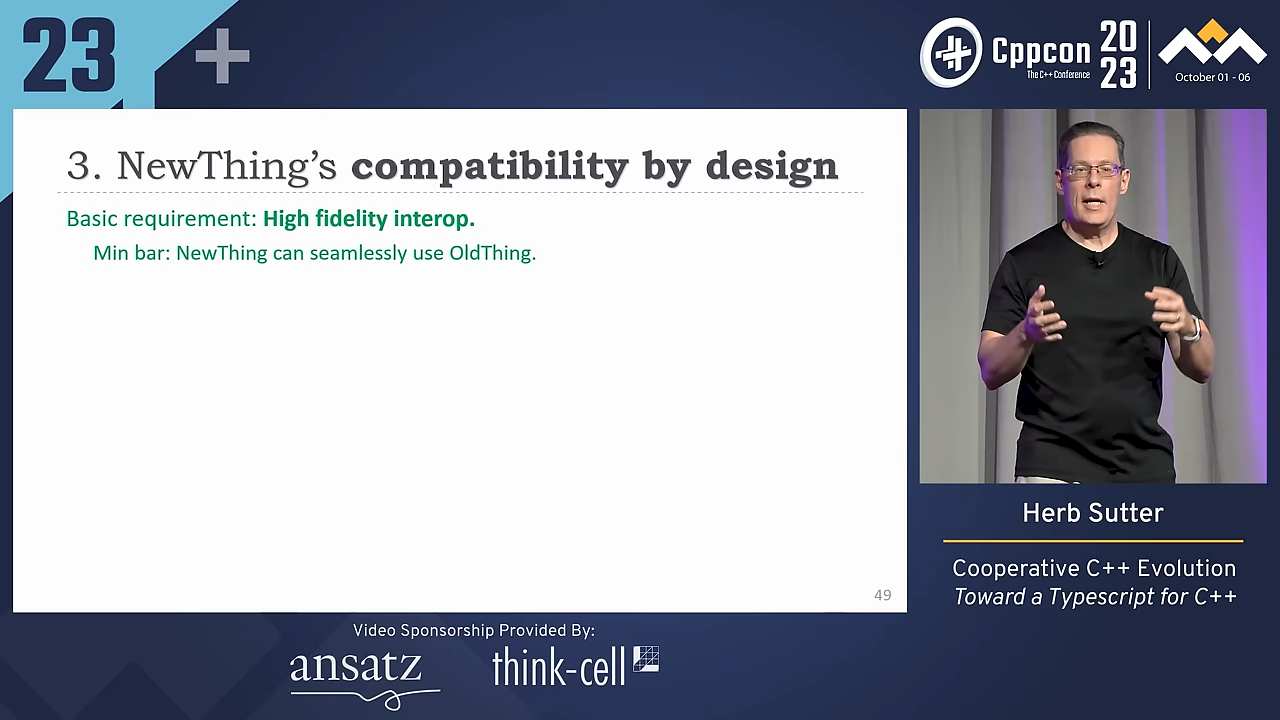 23
Cppcon
The C++ Conference
20
23
October 01 - 06
3. NewThing's compatibility by design
Basic requirement: High fidelity interop.
Min bar: NewThing can seamlessly use OldThing.
49
Herb Sutter
Cooperative C++ Evolution
Toward a Typescript for C++
Video Sponsorship Provided By:
ansatz
think-cell